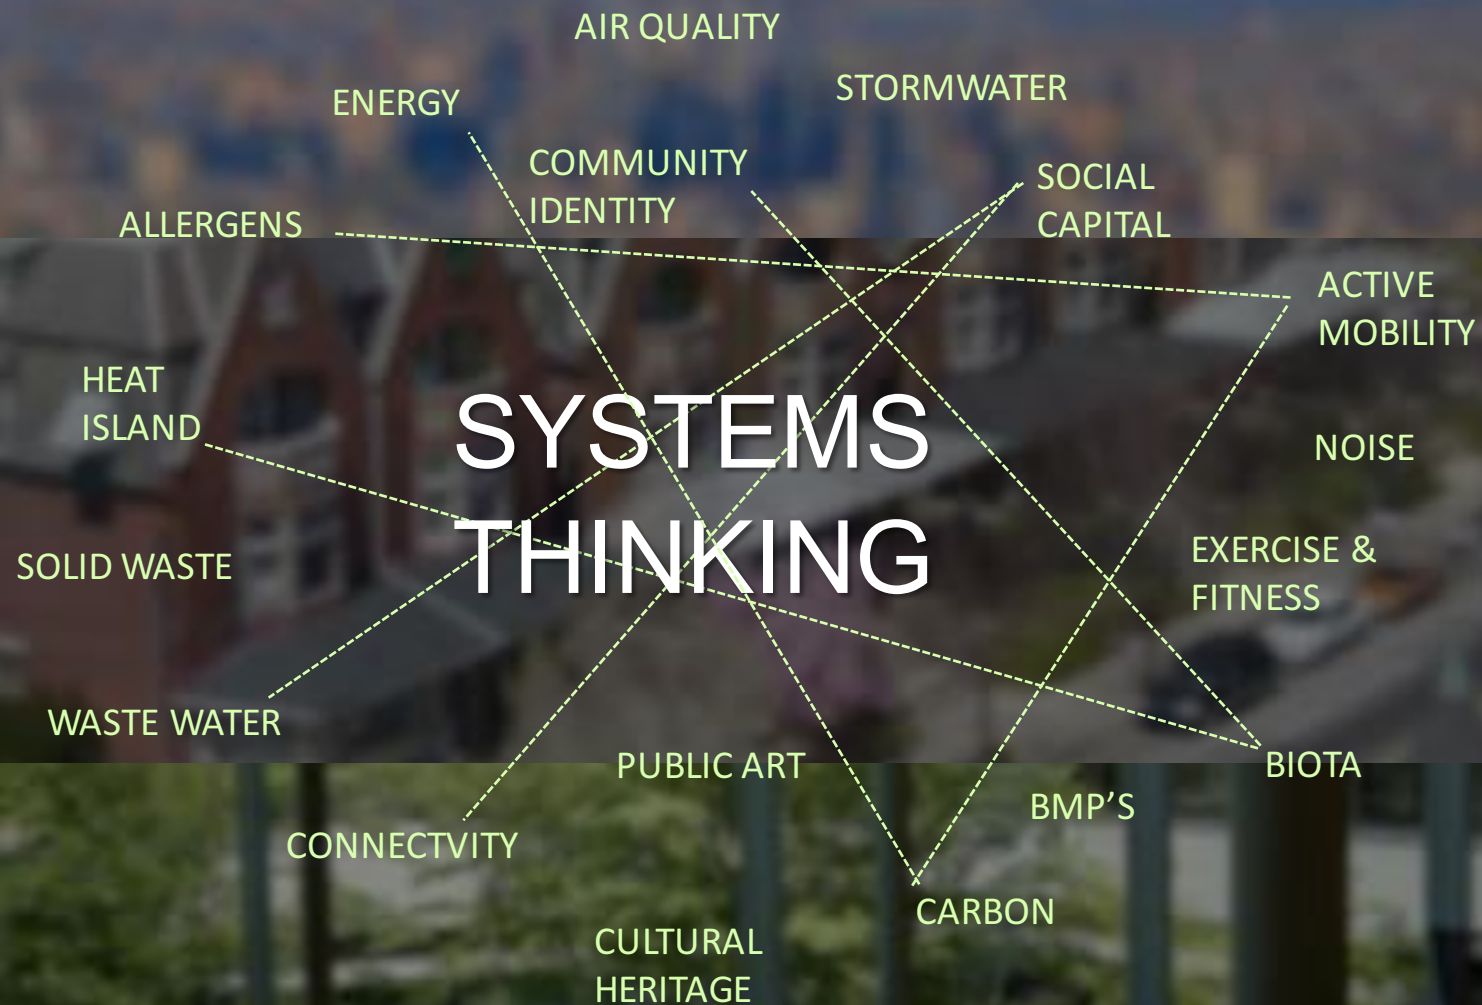 AIR QUALITY
STORMWATER
ENERGY
COMMUNITY
IDENTITY
SOCIAL
CAPITAL
ALLERGENS
ACTIVE
MOBILITY
HEAT
ISLAND
SYSTEMS
THINKING
NOISE
SOLID WASTE
EXERCISE &
FITNESS
WASTE WATER
PUBLIC ART
BIOTA
BMP’S
CONNECTVITY
CARBON
CULTURAL
HERITAGE